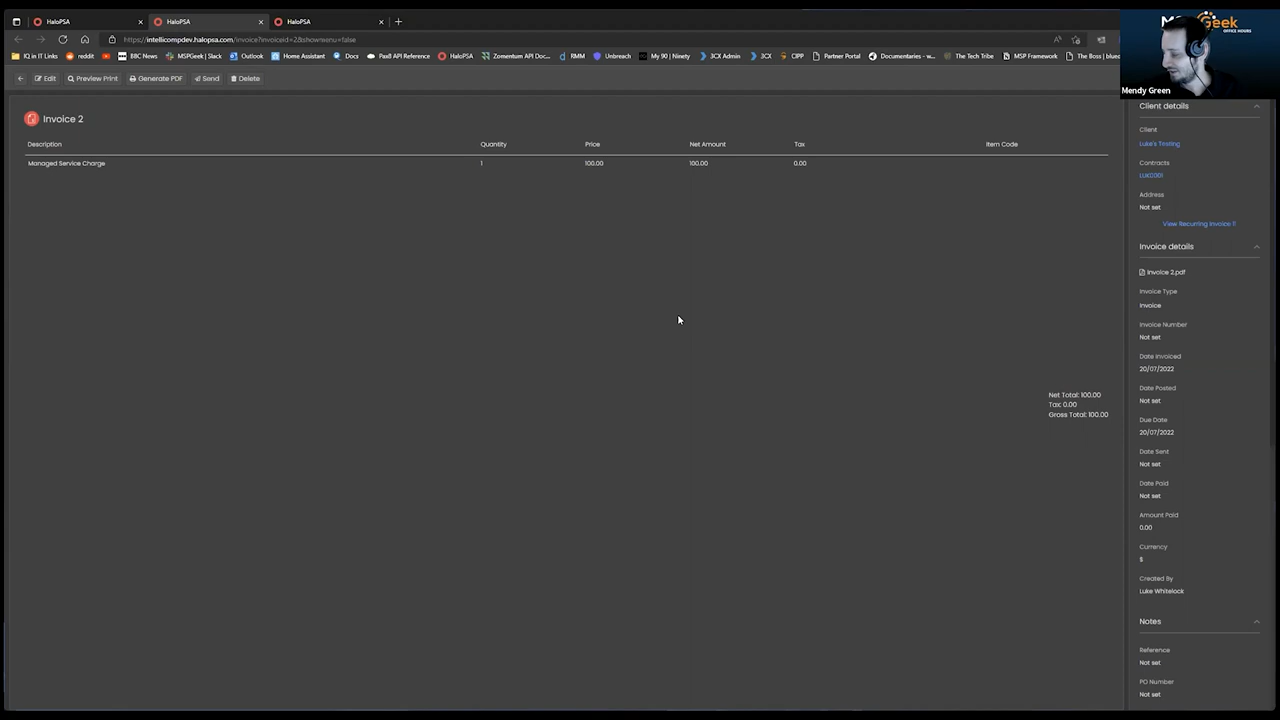 HaloPSA
HaloPSA
HaloPSA
https://intellicompdev.halopsa.com/invoice?invoiceid=2&showmenu=false
IQ in IT Links
reddit
BBC News
MSPGeek | Slack
Outlook
Home Assistant
Docs
Pax8 API Reference
HaloPSA
Zomentum API Doc...
RMM
Unbreach
My 90 | Ninety
3CX Admin
3CX
CIPP
Partner Portal
Documentaries - w...
The Tech Tribe
MSP Framework
The Boss | blued
OFFICE HOURS
Mendy Green
Edit
Preview Print
Generate PDF
Send
Delete
Invoice 2
Description Quantity Price Net Amount Tax Item Code
Managed Service Charge 1 100.00 100.00 0.00
Net Total: 100.00
Tax: 0.00
Gross Total: 100.00
Client details
Client
Luke's Testing
Contracts
LUK0301
Address
Not set
View Recurring Invoice 11
Invoice details
Invoice 2.pdf
Invoice Type
Invoice
Invoice Number
Not set
Date Invoiced
20/07/2022
Date Posted
Not set
Due Date
20/07/2022
Date Sent
Not set
Date Paid
Not set
Amount Paid
0.00
Currency
$
Created By
Luke Whitelock
Notes
Reference
Not set
PO Number
Not set